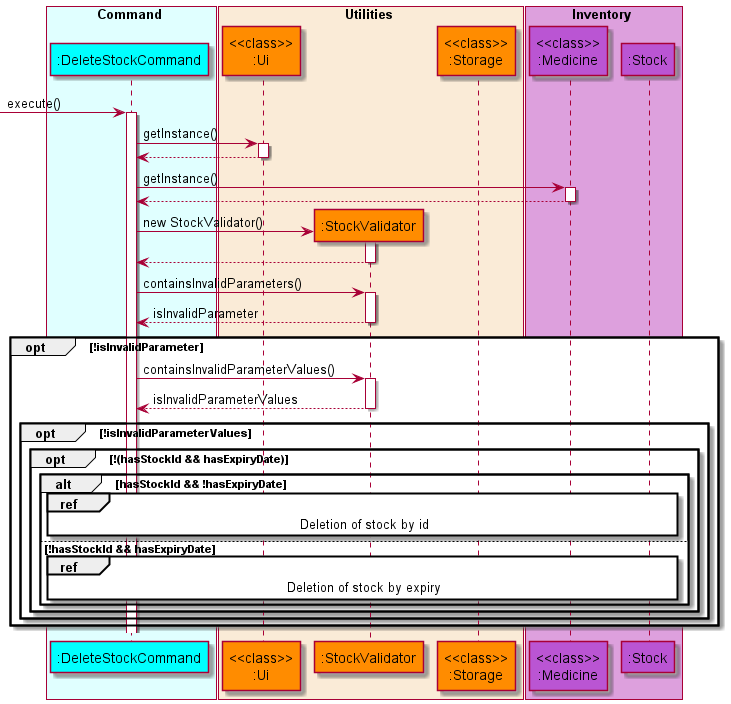 Command
Utilities
Inventory
:DeleteStockCommand
<<class>>
:Ui
<<class>>
:Storage
<<class>>
:Medicine
:Stock
execute()
getInstance()
getInstance()
new StockValidator()
:StockValidator
containsInvalidParameters()
isInvalidParameter
opt [!isInvalidParameter]
containsInvalidParameterValues()
isInvalidParameterValues
opt [!isInvalidParameterValues]
opt [!(hasStockId && hasExpiryDate)]
alt [hasStockId && !hasExpiryDate]
ref
Deletion of stock by id
[!hasStockId && hasExpiryDate]
ref
Deletion of stock by expiry
:DeleteStockCommand
<<class>>
:Ui
:StockValidator
<<class>>
:Storage
<<class>>
:Medicine
:Stock